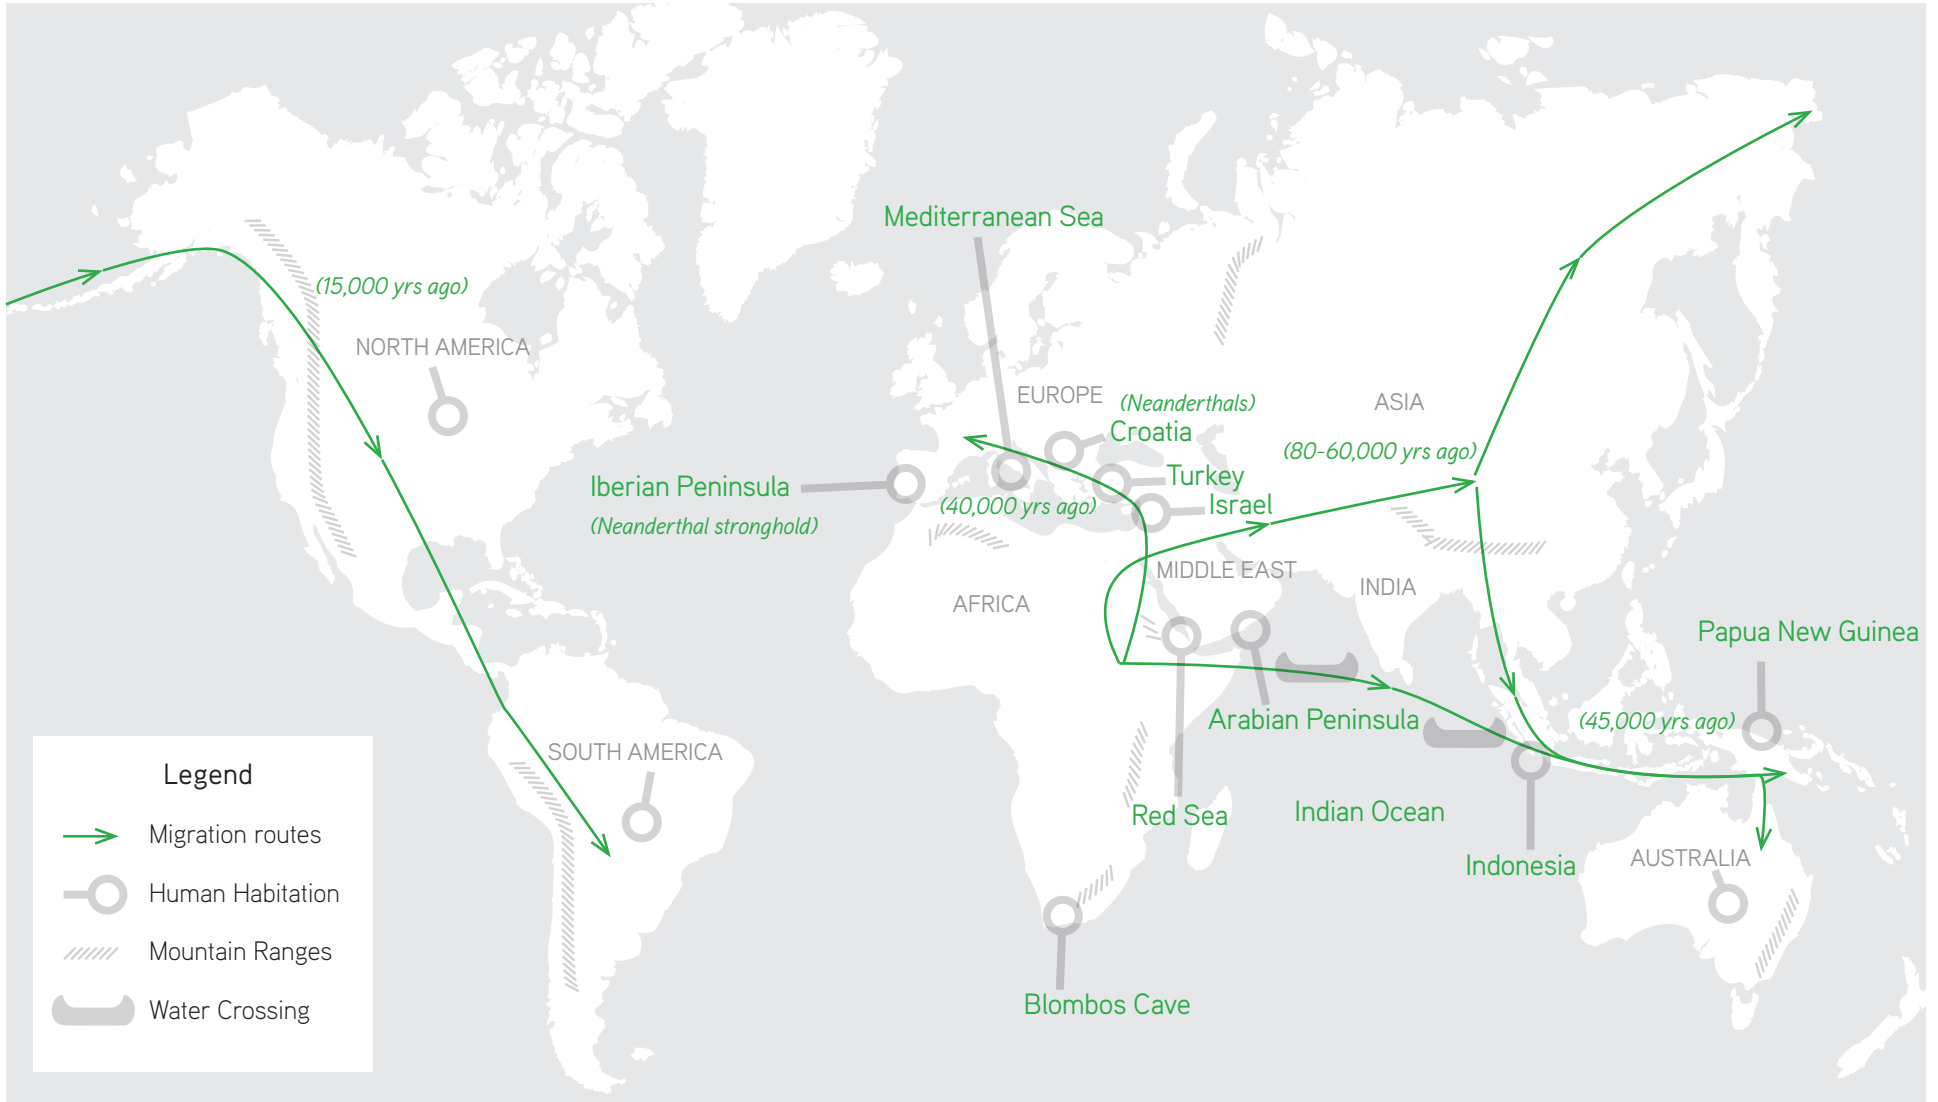 Mediterranean Sea
(15,000 yrs ago)
NORTH AMERICA
EUROPE
(Neanderthals)
Croatia
ASIA
(80-60,000 yrs ago)
Turkey
Iberian Peninsula
(Neanderthal stronghold)
(40,000 yrs ago)
Israel
MIDDLE EAST
INDIA
AFRICA
Papua New Guinea
Arabian Peninsula
(45,000 yrs ago)
SOUTH AMERICA
Red Sea
Indian Ocean
Indonesia
AUSTRALIA
Blombos Cave
Legend
Migration routes
Human Habitation
Mountain Ranges
Water Crossing